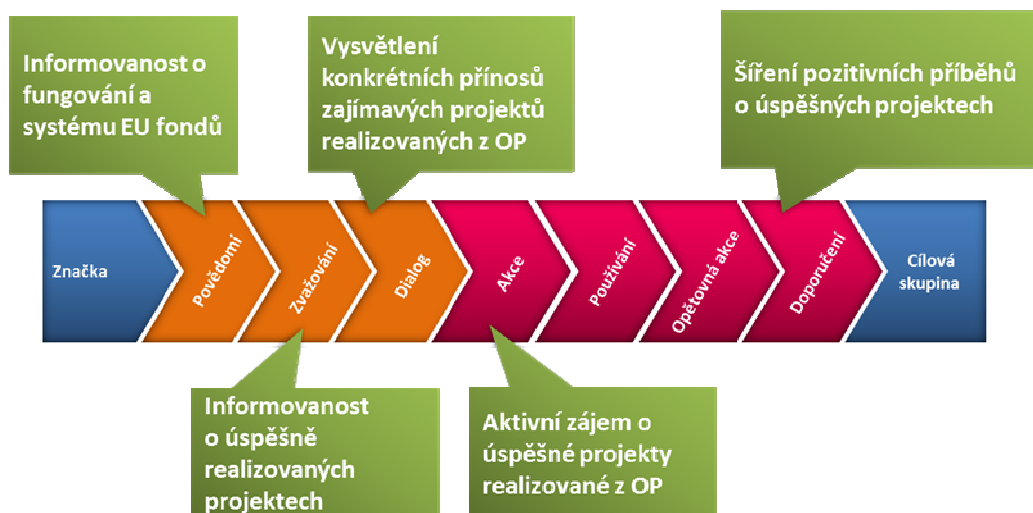 Informovanost o
fungování a
systému EU fondů
Vysvětlení
konkrétních přínosů
zajímavých projektů
realizovaných z OP
Šíření pozitivních příběhů
o úspěšných projektech
Značka
Povědomí
Zvažování
Dialog
Akce
Používání
Opětovná akce
Doporučení
Cílová
skupina
Informovanost
o úspěšně
realizovaných
projektech
Aktivní zájem o
úspěšné projekty
realizované z OP